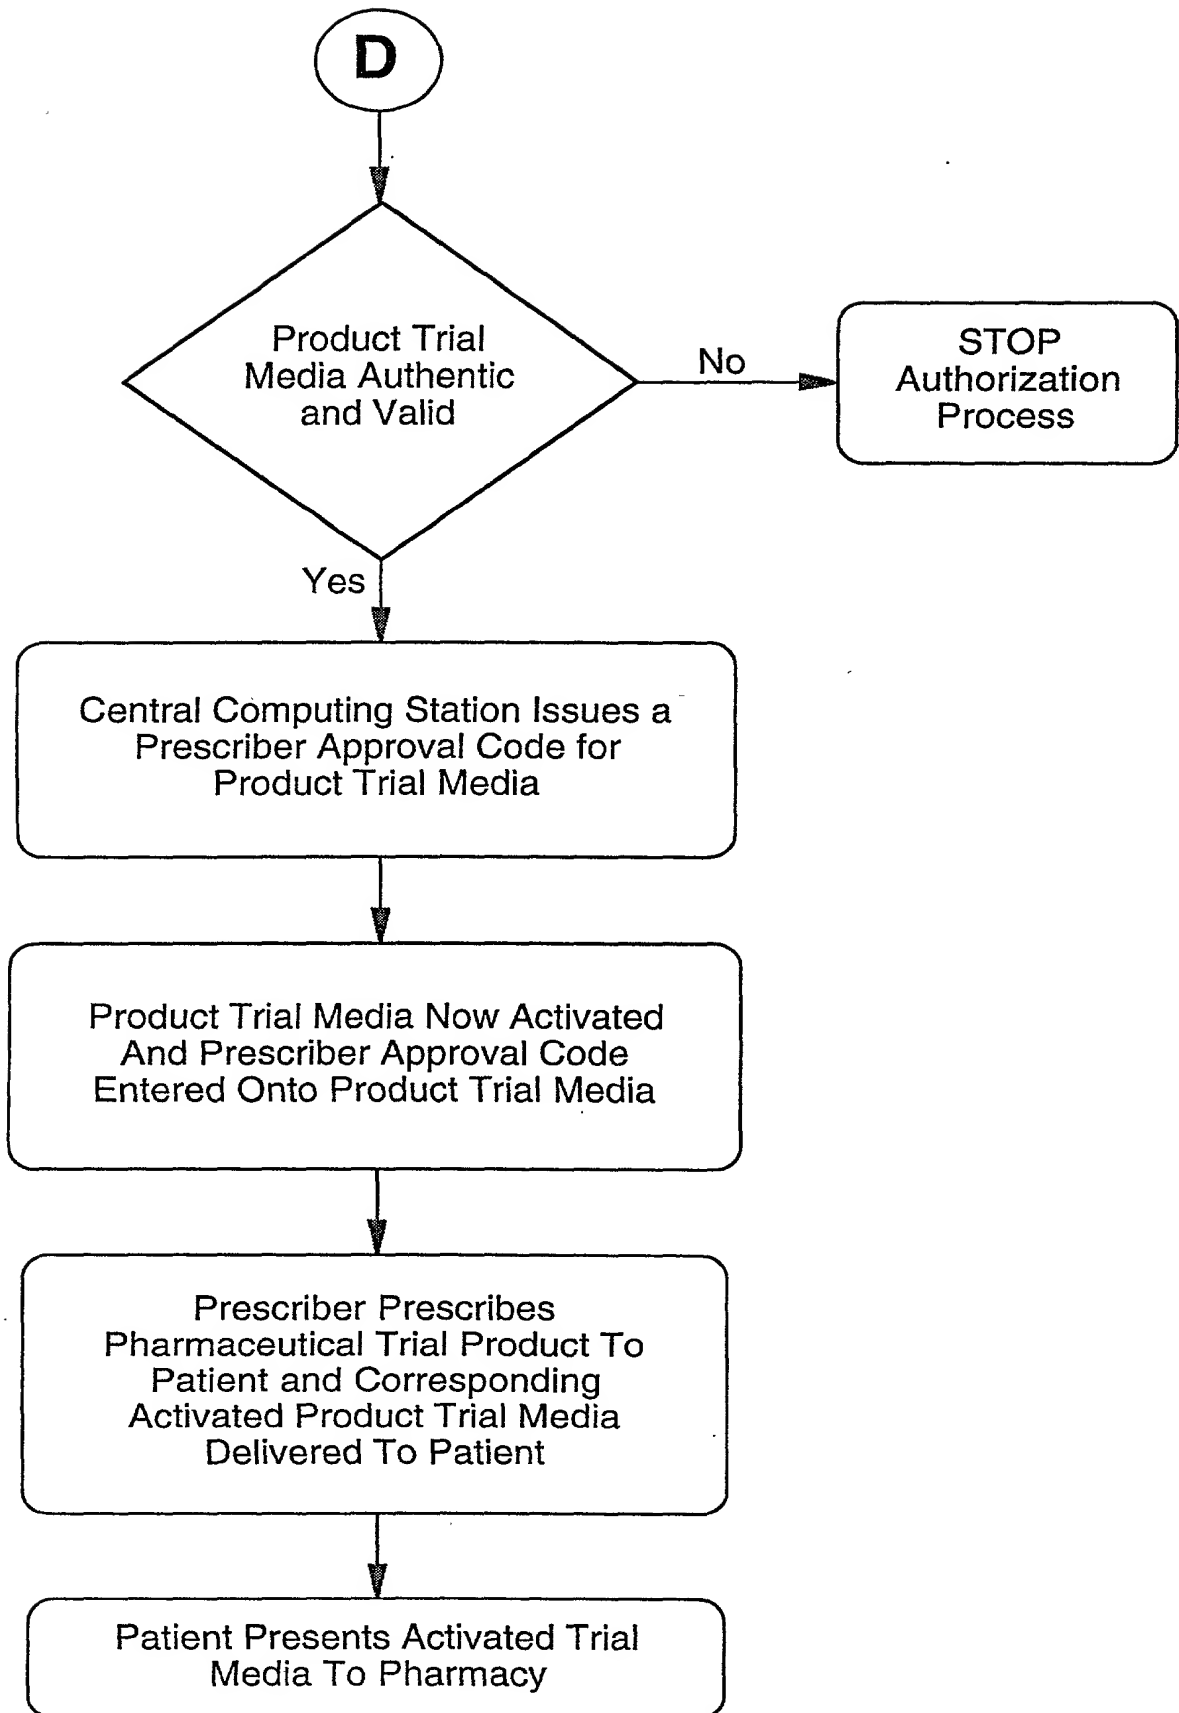 D
Product Trial
Media Authentic
and Valid
No
STOP
Authorization
Process
Yes
Central Computing Station Issues a
Prescriber Approval Code for
Product Trial Media
Product Trial Media Now Activated
And Prescriber Approval Code
Entered Onto Product Trial Media
Prescriber Prescribes
Pharmaceutical Trial Product To
Patient and Corresponding
Activated Product Trial Media
Delivered To Patient
Patient Presents Activated Trial
Media To Pharmacy